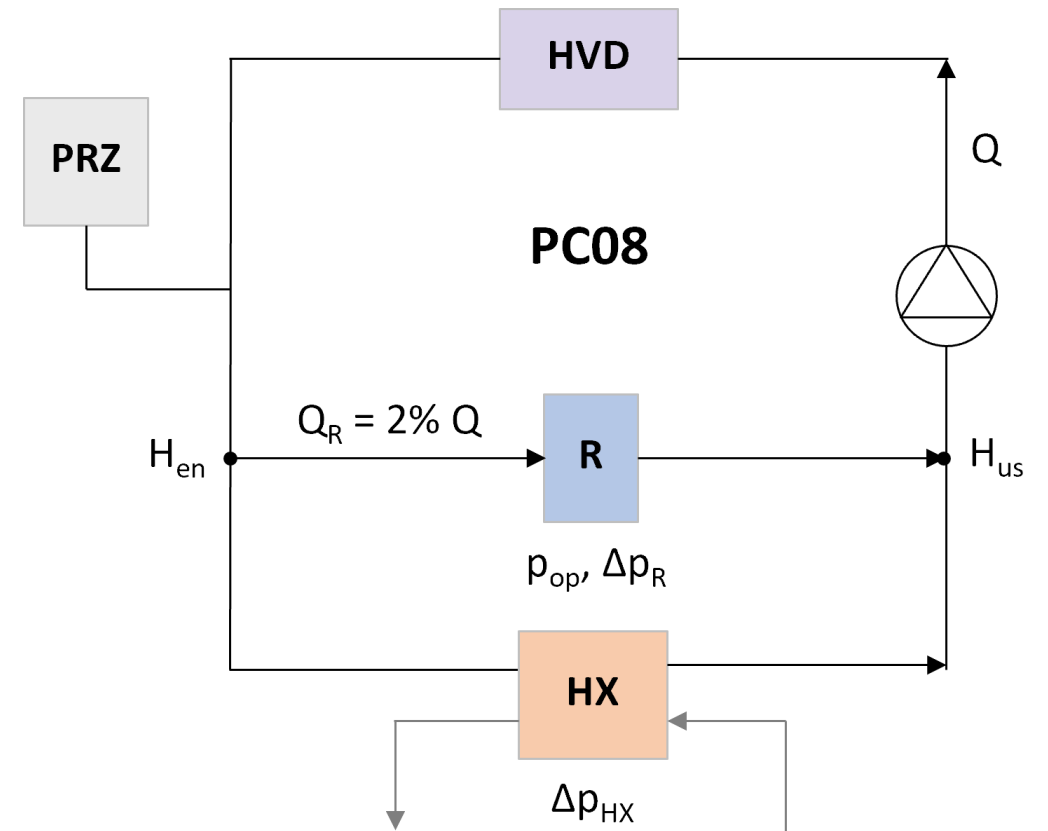 HVD
PRZ
Q
PC08
Q_R = 2% Q
R
H_en
H_us
p_op, Δp_R
HX
Δp_HX